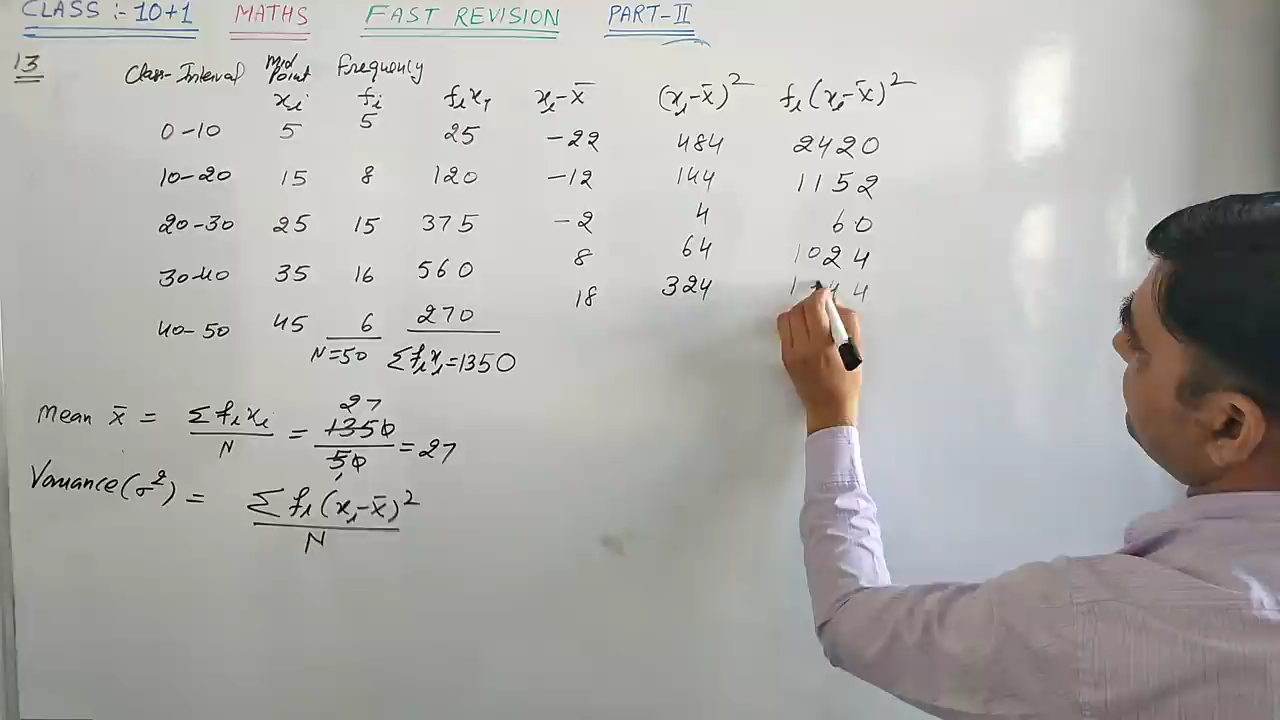 CLASS :- 10+1 MATHS FAST REVISION PART-II
13 Class-Interval Mid Point xᵢ Frequency fᵢ fᵢxᵢ xᵢ-x̄ (xᵢ-x̄)² fᵢ(xᵢ-x̄)²
0-10 5 5 25 -22 484 2420
10-20 15 8 120 -12 144 1152
20-30 25 15 375 -2 4 60
30-40 35 16 560 8 64 1024
40-50 45 6 270 18 324
N=50 Σfᵢxᵢ=1350
Mean x̄ = Σfᵢxᵢ/N = 1350/50 = 27
27
Variance(σ²) = Σfᵢ(xᵢ-x̄)²/N